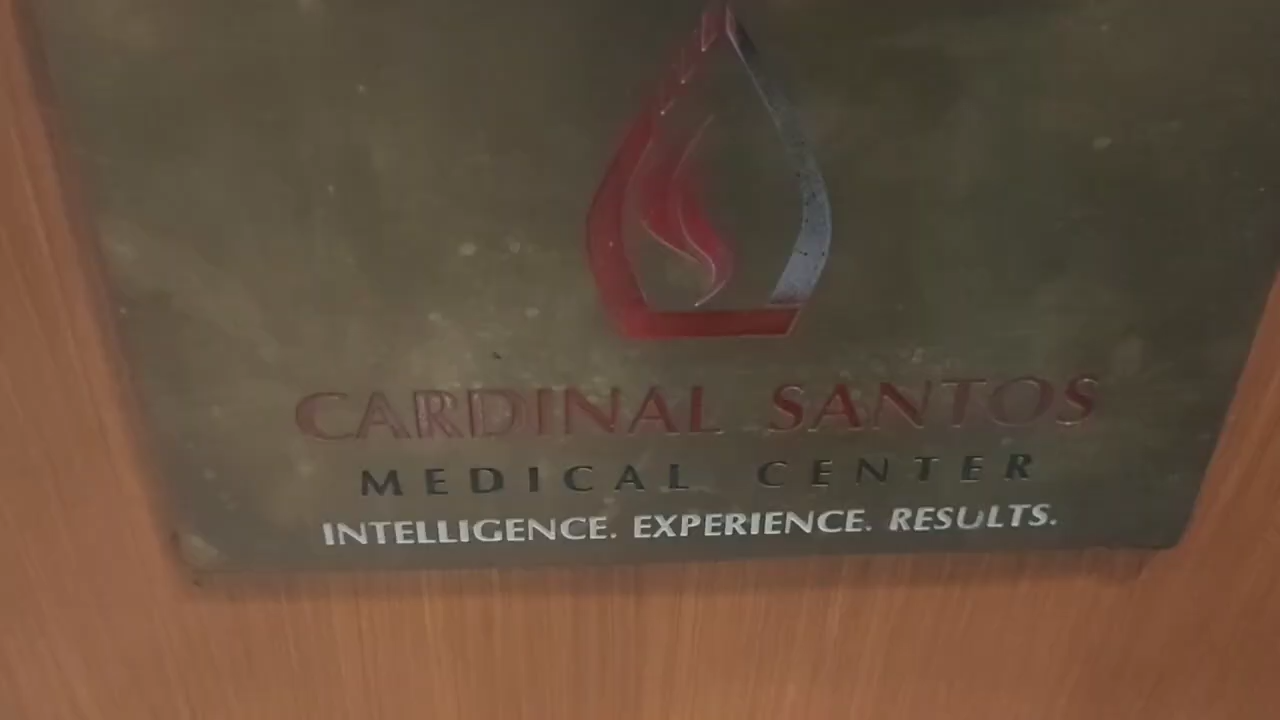 CARDINAL SANTOS
MEDICAL CENTER
INTELLIGENCE. EXPERIENCE. RESULTS.